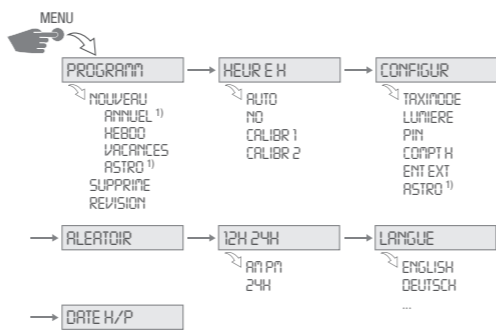 MENU
PROGRAMM
HEUR E H
CONFIGUR
NOUVEAU
ANNUEL 1)
HEBDO
VACANCES
ASTRO 1)
SUPPRIME
REVISION
AUTO
NO
CALIBR 1
CALIBR 2
TAXIMODE
LUMIERE
PIN
COMPT H
ENT EXT
ASTRO 1)
ALEATOIR
12H 24H
LANGUE
AM PM
24H
ENGLISH
DEUTSCH
...
DATE H/P